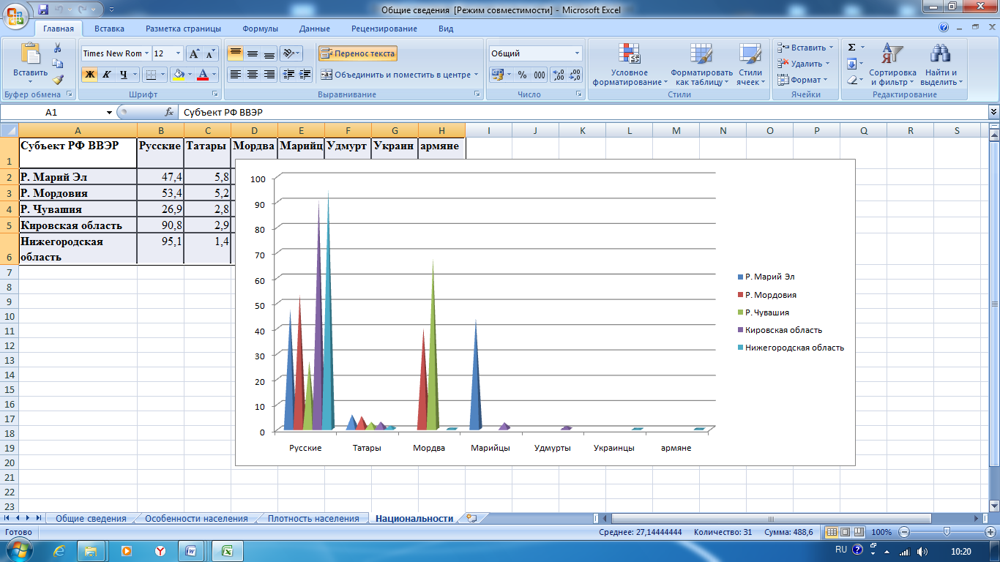 Общие сведения  [Режим совместимости] - Microsoft Excel
Главная Вставка Разметка страницы Формулы Данные Рецензирование Вид
Вставить
Буфер обмена
Times New Rom 12
Ж К Ч
Шрифт
Перенос текста
Объединить и поместить в центре
Выравнивание
Общий
% 000
Число
Условное форматирование
Форматировать как таблицу
Стили ячеек
Стили
Вставить
Удалить
Формат
Ячейки
Σ
Сортировка и фильтр
Найти и выделить
Редактирование
A1 fx Субъект РФ ВВЭР
A B C D E F G H I J K L M N O P Q R S
1 Субъект РФ ВВЭР Русские Татары Мордва Марийц Удмурт Украин армяне
2 Р. Марий Эл 47,4 5,8
3 Р. Мордовия 53,4 5,2
4 Р. Чувашия 26,9 2,8
5 Кировская область 90,8 2,9
6 Нижегородская область 95,1 1,4
7
8
9
10
11
12
13
14
15
16
17
18
19
20
21
22
23
100
90
80
70
60
50
40
30
20
10
0
Русские Татары Мордва Марийцы Удмурты Украинцы армяне
Р. Марий Эл
Р. Мордовия
Р. Чувашия
Кировская область
Нижегородская область
Общие сведения Особенности населения Плотность населения Национальности
Готово Среднее: 27,14444444 Количество: 31 Сумма: 488,6 100%
RU 10:20